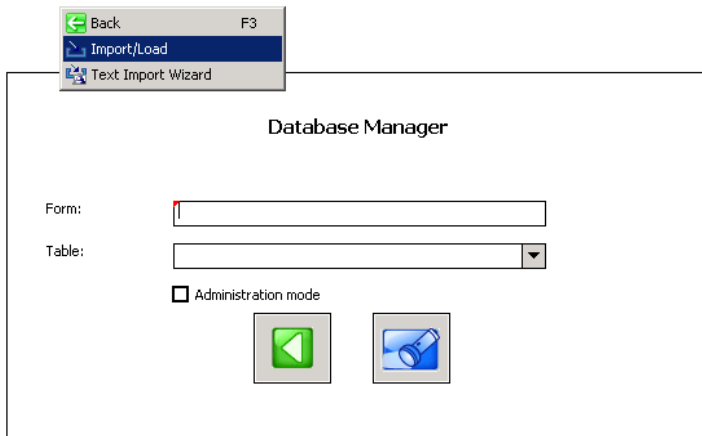 Back F3
Import/Load
Text Import Wizard
Database Manager
Form:
Table:
Administration mode